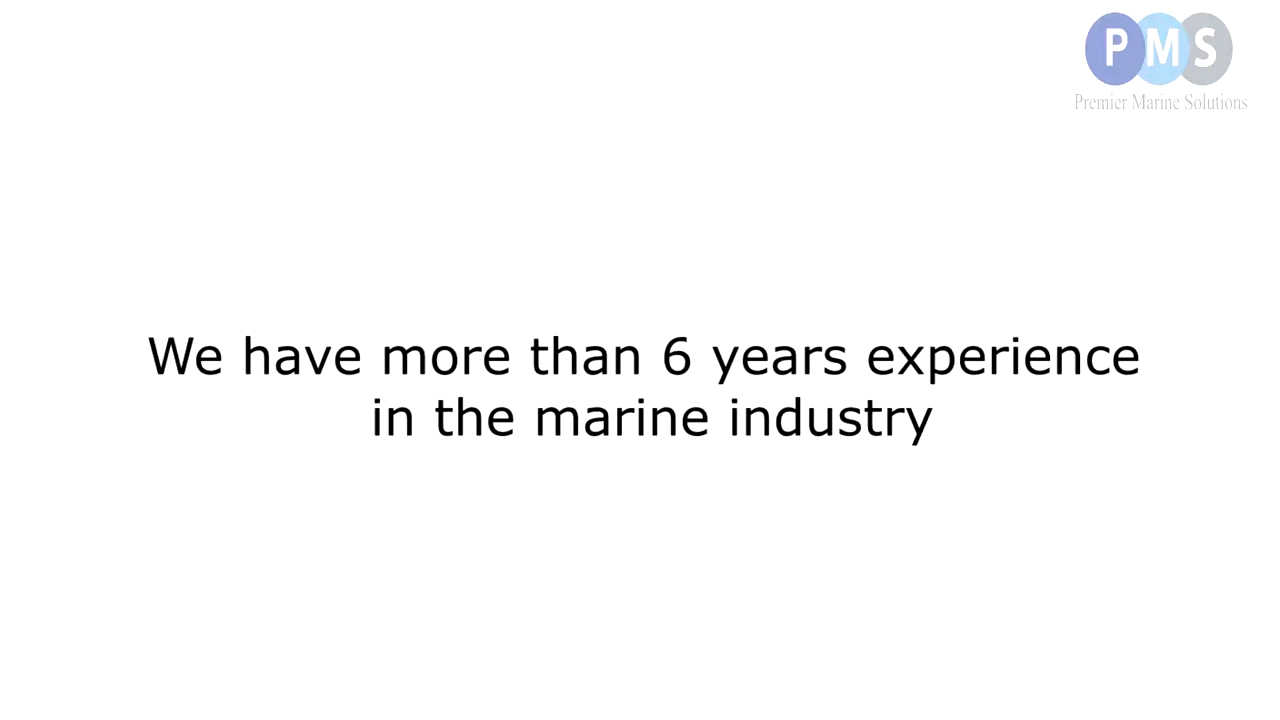 PMS
Premier Marine Solutions
We have more than 6 years experience
in the marine industry